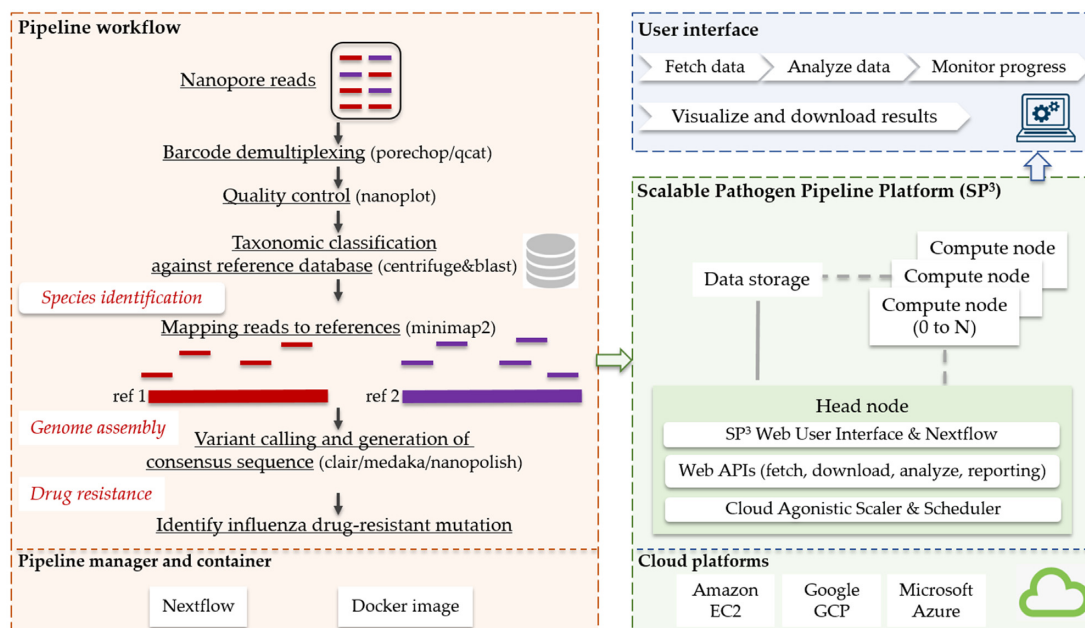 Pipeline workflow
Nanopore reads
Barcode demultiplexing (porechop/qcat)
Quality control (nanoplot)
Taxonomic classification
against reference database (centrifuge&blast)
Species identification
Mapping reads to references (minimap2)
ref 1
ref 2
Genome assembly
Variant calling and generation of
consensus sequence (clair/medaka/nanopolish)
Drug resistance
Identify influenza drug-resistant mutation
Pipeline manager and container
Nextflow
Docker image
User interface
Fetch data
Analyze data
Monitor progress
Visualize and download results
Scalable Pathogen Pipeline Platform (SP³)
Data storage
Compute node
Compute node
Compute node
(0 to N)
Head node
SP³ Web User Interface & Nextflow
Web APIs (fetch, download, analyze, reporting)
Cloud Agonistic Scaler & Scheduler
Cloud platforms
Amazon
EC2
Google
GCP
Microsoft
Azure